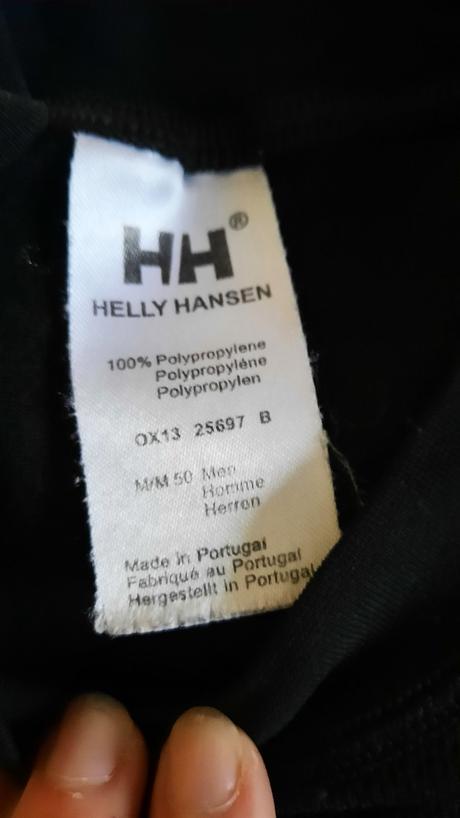 HH®
HELLY HANSEN
100% Polypropylene
Polypropylène
Polypropylen
OX13 25697 B
M/M 50 Men
Homme
Herren
Made in Portugal
Fabriqué au Portugal
Hergestellt in Portugal